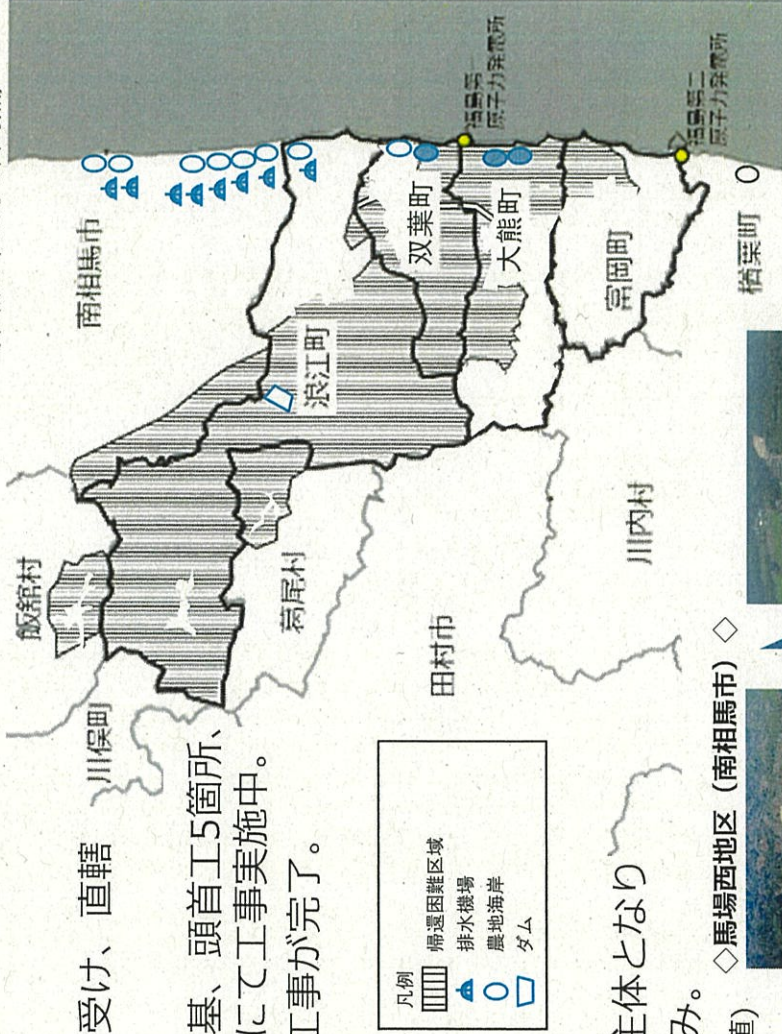 受け、直轄
基、頭首工5箇所、
にて工事実施中。
工事が完了。
凡例
帰還困難区域
排水機場
農地海岸
ダム
飯舘村
川俣町
南相馬市
浪江町
葛尾村
双葉町
福島第一
原子力発電所
大熊町
田村市
富岡町
福島第二
原子力発電所
川内村
楢葉町
主体となり
み。
◇馬場西地区（南相馬市）◇